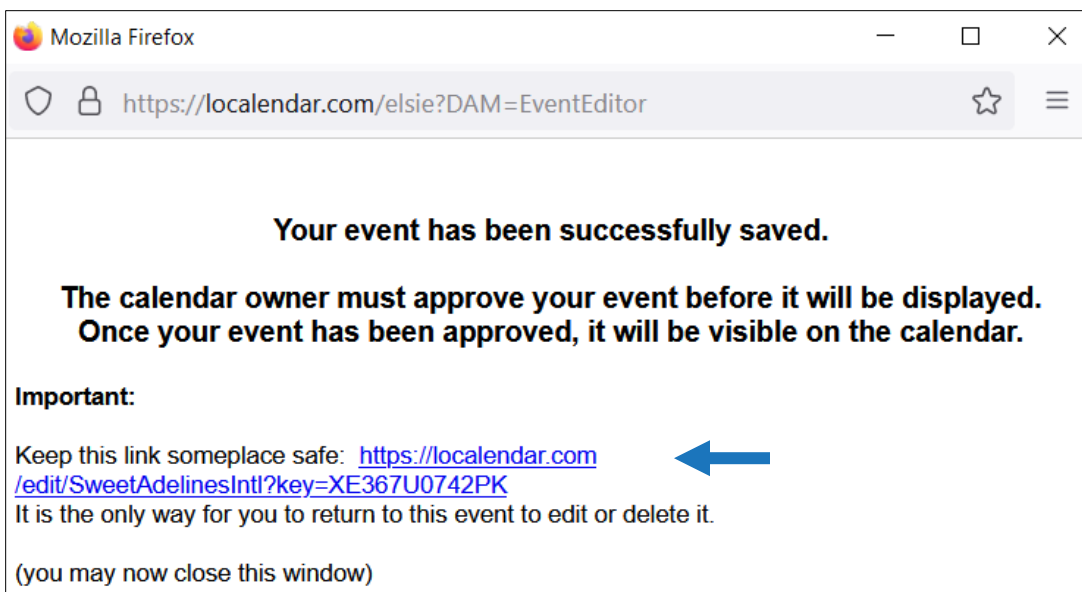 Mozilla Firefox
https://localendar.com/elsie?DAM=EventEditor
Your event has been successfully saved.
The calendar owner must approve your event before it will be displayed.
Once your event has been approved, it will be visible on the calendar.
Important:
Keep this link someplace safe: https://localendar.com
/edit/SweetAdelinesIntl?key=XE367U0742PK
It is the only way for you to return to this event to edit or delete it.
(you may now close this window)